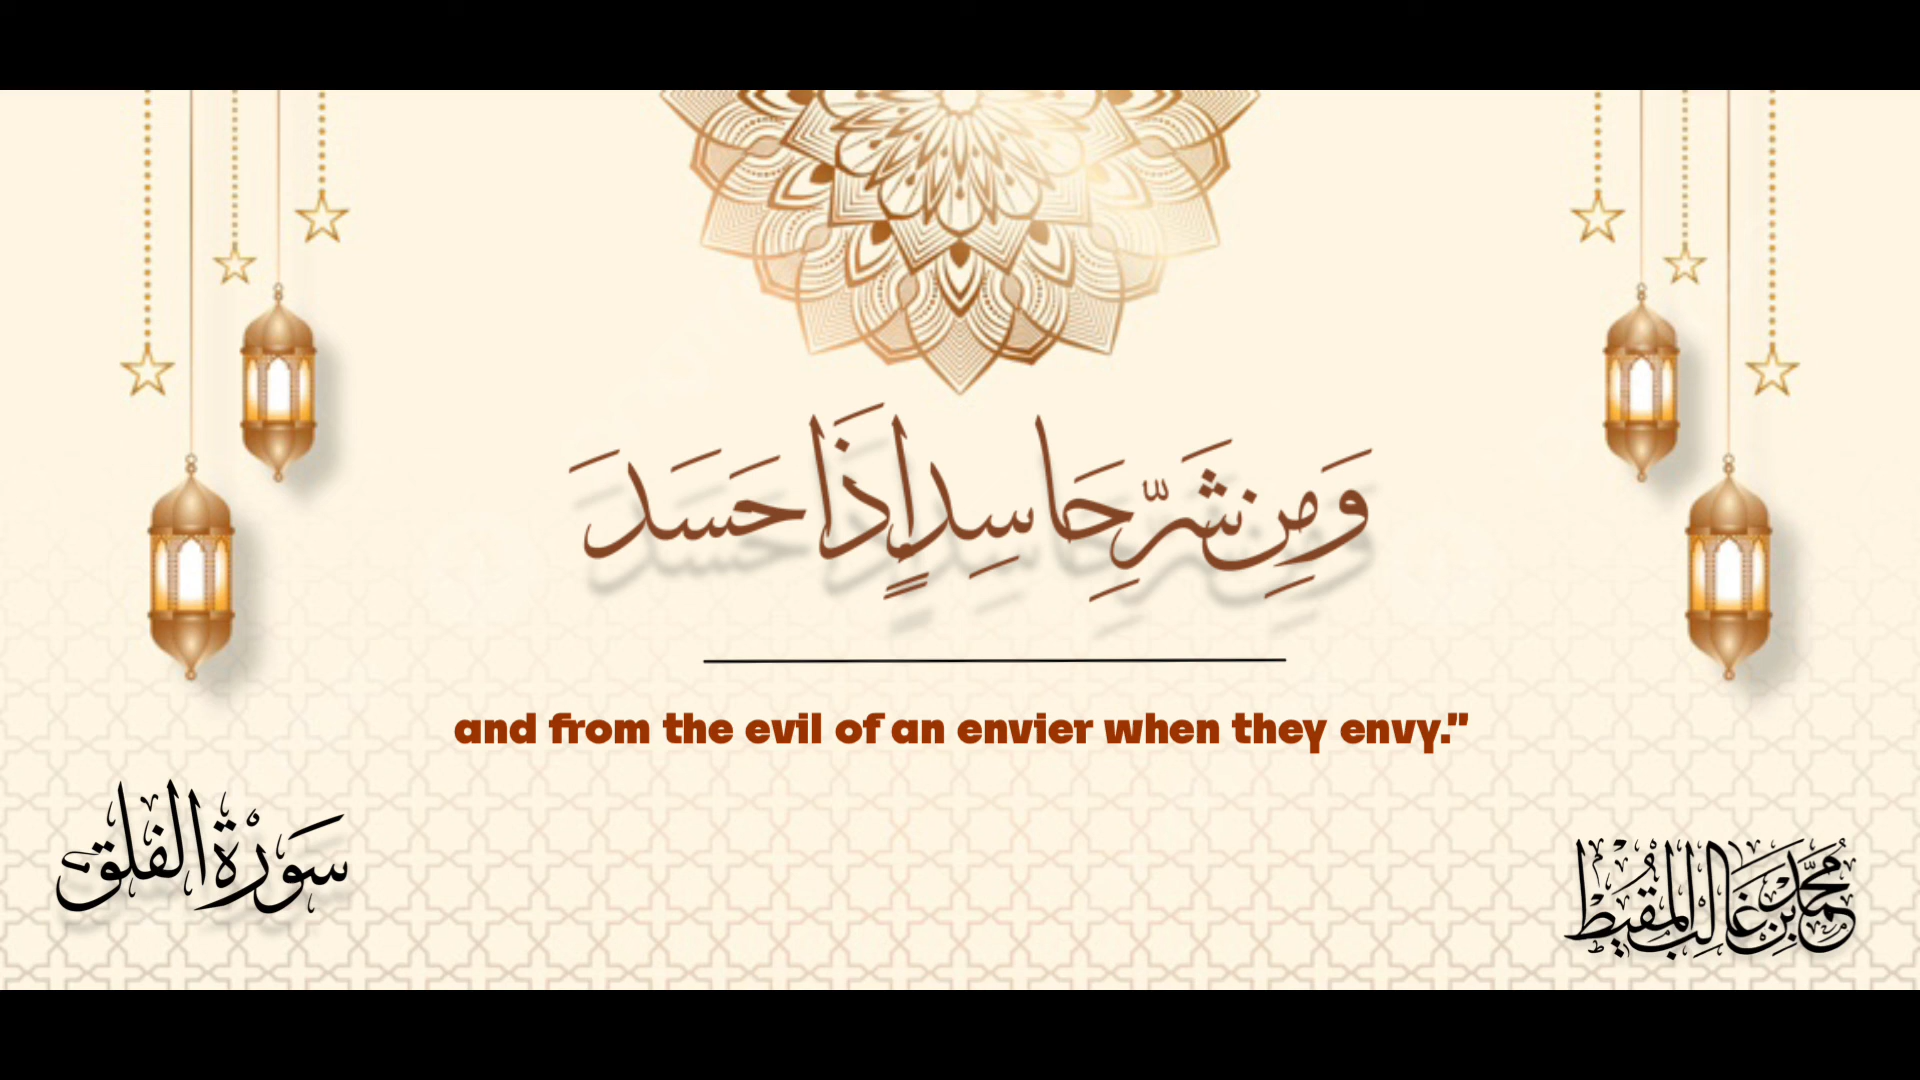 وَمِن شَرِّ حَاسِدٍ إِذَا حَسَدَ
and from the evil of an envier when they envy."
سورة الفلق
محمد بن غالب المقيط